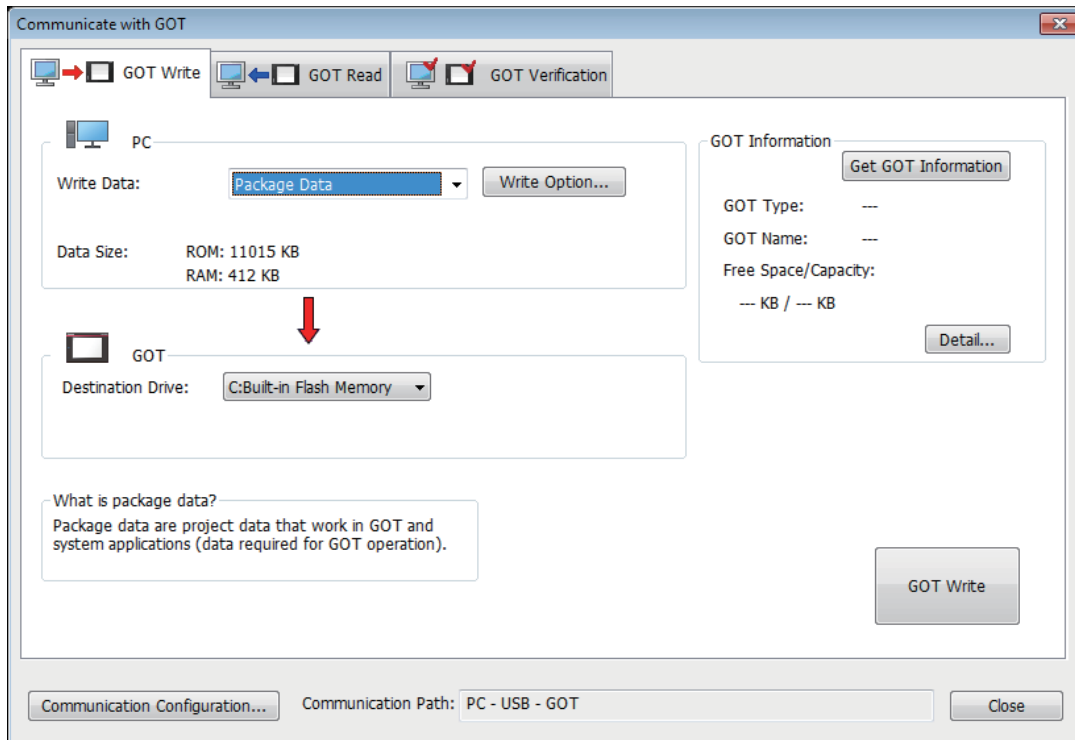 Communicate with GOT
GOT Write
GOT Read
GOT Verification
PC
Write Data:
Package Data
Write Option...
Data Size:
ROM: 11015 KB
RAM: 412 KB
GOT
Destination Drive:
C:Built-in Flash Memory
What is package data?
Package data are project data that work in GOT and
system applications (data required for GOT operation).
GOT Information
Get GOT Information
GOT Type: ---
GOT Name: ---
Free Space/Capacity:
--- KB / --- KB
Detail...
GOT Write
Communication Configuration...
Communication Path: PC - USB - GOT
Close